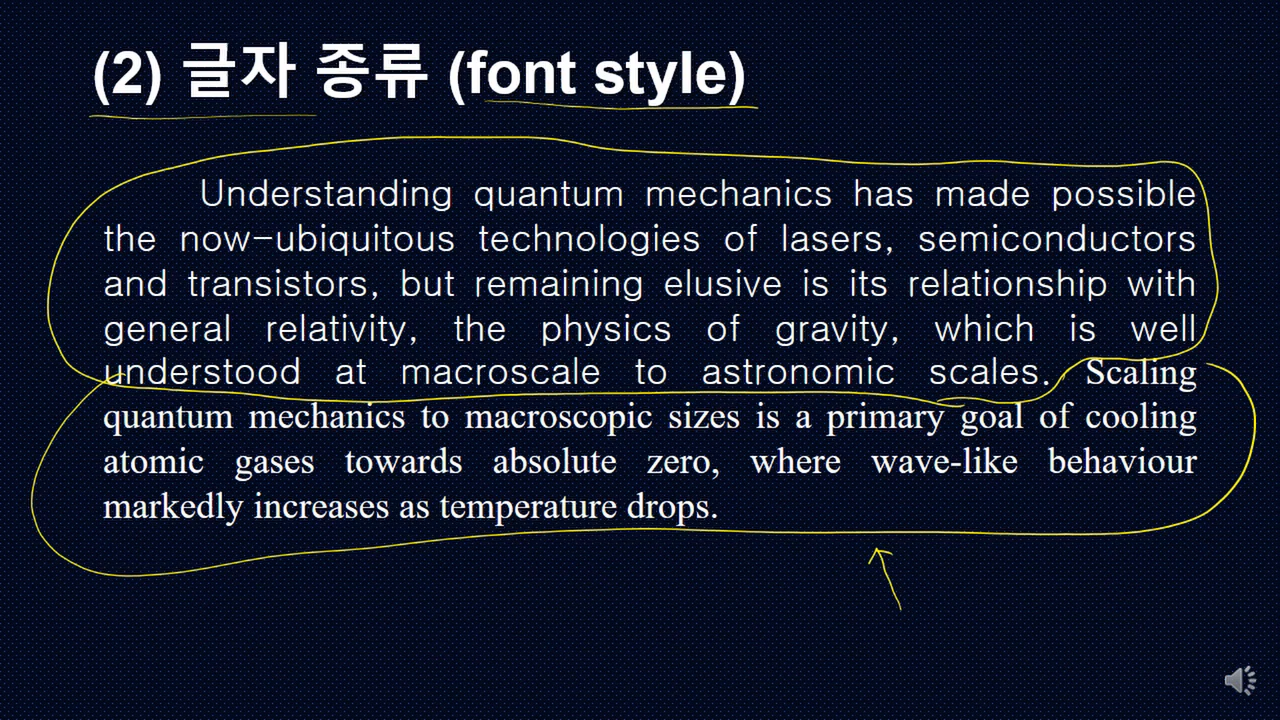 (2) 글자 종류 (font style)
Understanding quantum mechanics has made possible
the now-ubiquitous technologies of lasers, semiconductors
and transistors, but remaining elusive is its relationship with
general relativity, the physics of gravity, which is well
understood at macroscale to astronomic scales. Scaling
quantum mechanics to macroscopic sizes is a primary goal of cooling
atomic gases towards absolute zero, where wave-like behaviour
markedly increases as temperature drops.